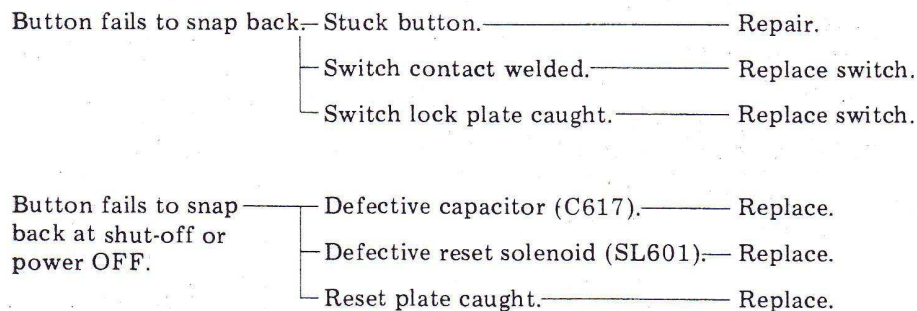 Button fails to snap back. Stuck button. Repair.
Switch contact welded. Replace switch.
Switch lock plate caught. Replace switch.
Button fails to snap back at shut-off or power OFF.
Defective capacitor (C617). Replace.
Defective reset solenoid (SL601). Replace.
Reset plate caught. Replace.